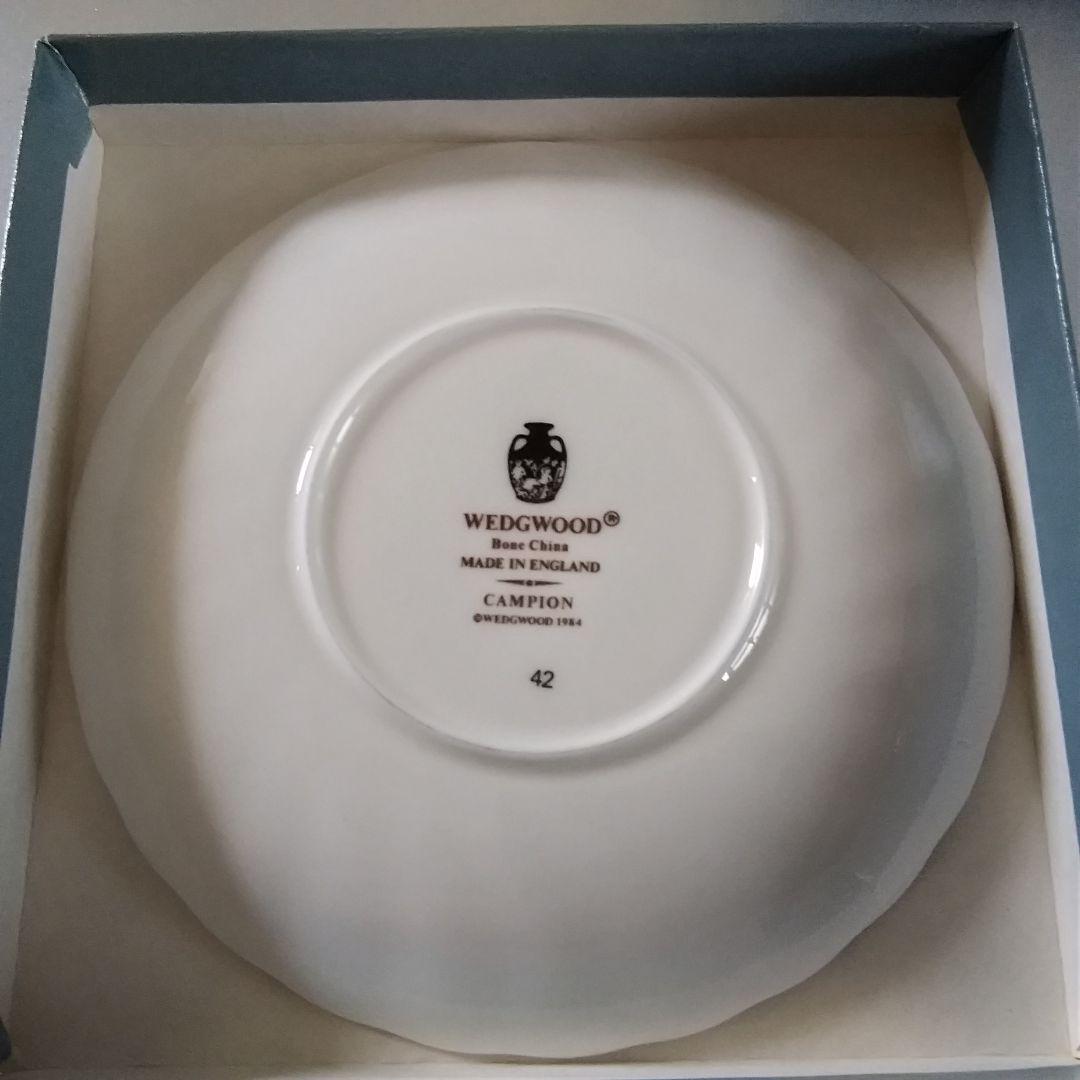 WEDGWOOD®
Bone China
MADE IN ENGLAND
CAMPION
©WEDGWOOD 1984
42